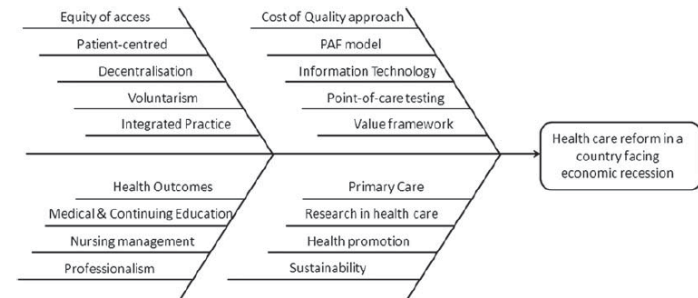 Equity of access
Patient-centred
Decentralisation
Voluntarism
Integrated Practice
Cost of Quality approach
PAF model
Information Technology
Point-of-care testing
Value framework
Health care reform in a
country facing
economic recession
Health Outcomes
Medical & Continuing Education
Nursing management
Professionalism
Primary Care
Research in health care
Health promotion
Sustainability